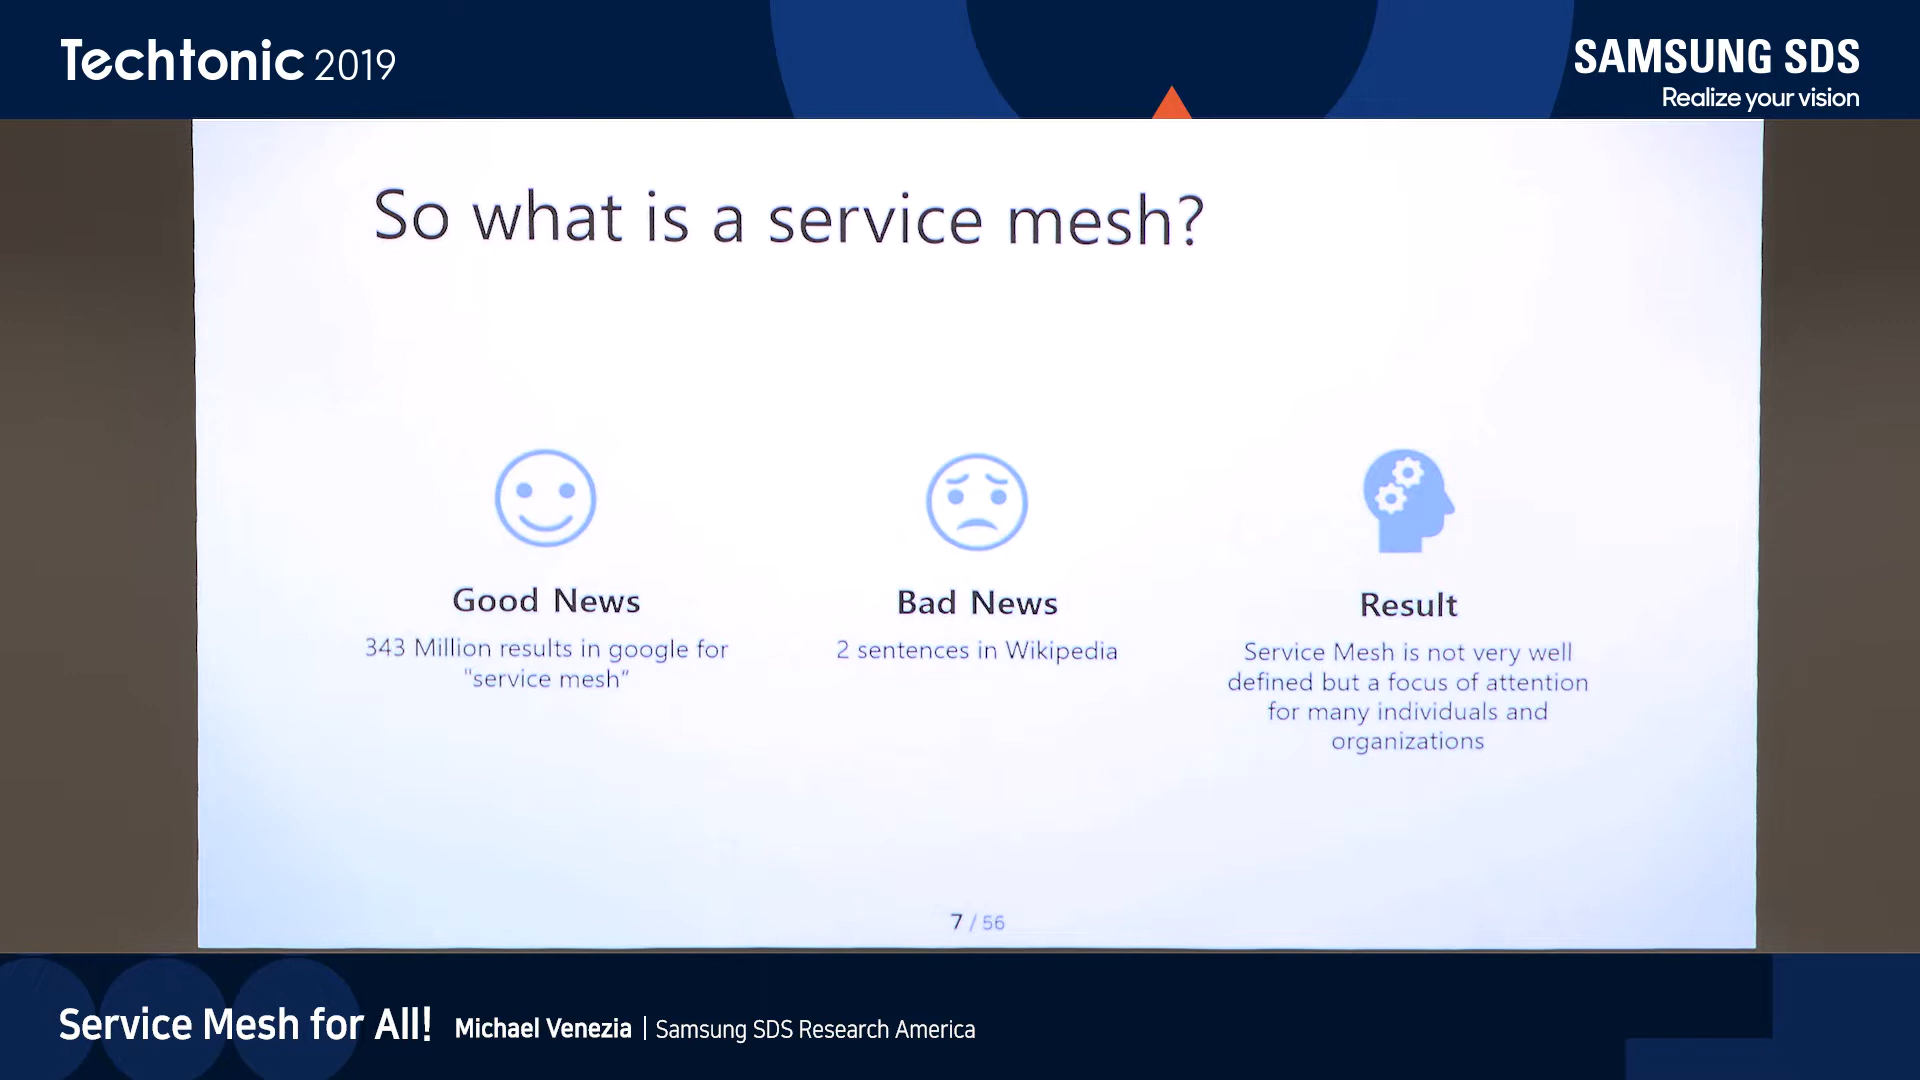 Techtonic 2019
SAMSUNG SDS
Realize your vision
So what is a service mesh?
Good News
343 Million results in google for
"service mesh"
Bad News
2 sentences in Wikipedia
Result
Service Mesh is not very well
defined but a focus of attention
for many individuals and
organizations
7 / 56
Service Mesh for All! Michael Venezia | Samsung SDS Research America